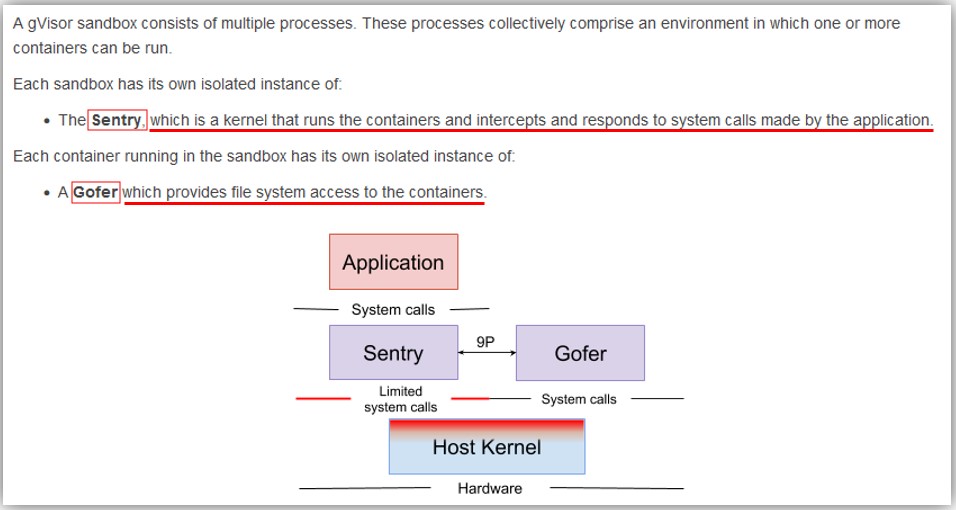 A gVisor sandbox consists of multiple processes. These processes collectively comprise an environment in which one or more
containers can be run.
Each sandbox has its own isolated instance of:
• The Sentry, which is a kernel that runs the containers and intercepts and responds to system calls made by the application.
Each container running in the sandbox has its own isolated instance of:
• A Gofer which provides file system access to the containers.
Application
System calls
Sentry
9P
Gofer
Limited
system calls
System calls
Host Kernel
Hardware